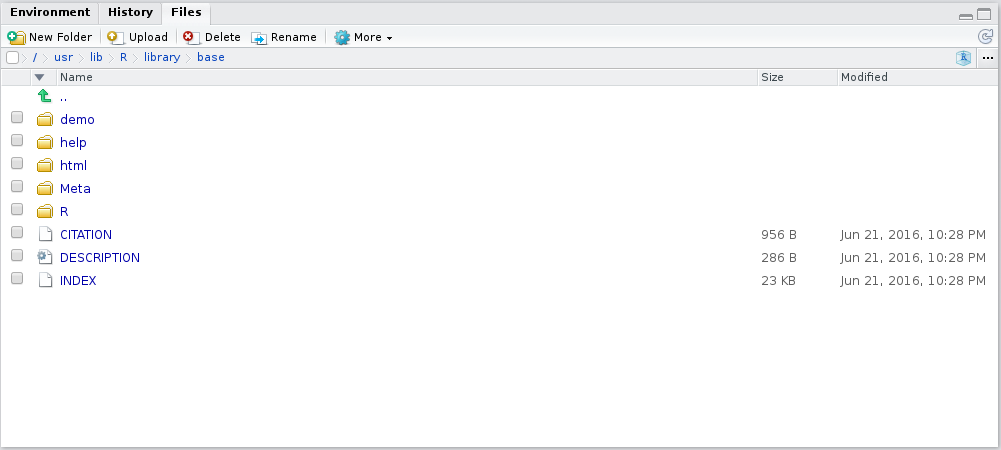 Environment History Files
New Folder Upload Delete Rename More
/ usr lib R library base R ...
Name Size Modified
..
demo
help
html
Meta
R
CITATION 956 B Jun 21, 2016, 10:28 PM
DESCRIPTION 286 B Jun 21, 2016, 10:28 PM
INDEX 23 KB Jun 21, 2016, 10:28 PM